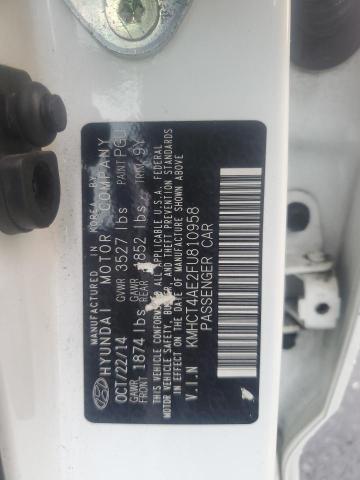 MANUFACTURED IN KOREA BY
HYUNDAI MOTOR COMPANY
OCT/22/14 GVWR 3527 lbs PAINT PGU
GAWR FRONT 1874 lbs GAWR REAR 1852 lbs TRIM 9Y
THIS VEHICLE CONFORMS TO ALL APPLICABLE U.S.A. FEDERAL
MOTOR VEHICLE SAFETY, BUMPER, AND THEFT PREVENTION STANDARDS
IN EFFECT ON THE DATE OF MANUFACTURE SHOWN ABOVE
V.I.N KMHCT4AE2FU810958
PASSENGER CAR